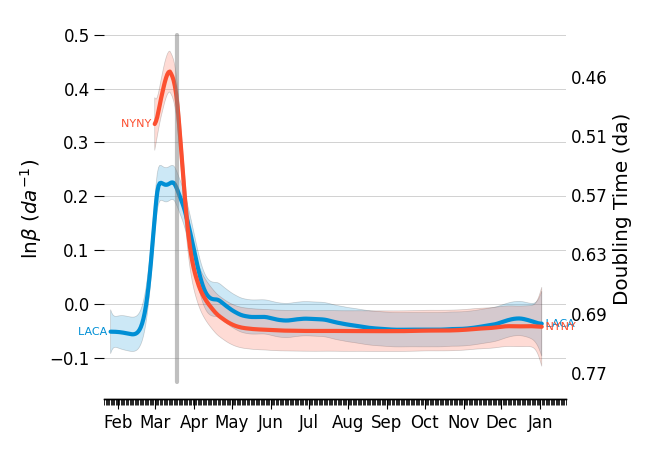 0.5
0.4
0.3
0.2
0.1
0.0
−0.1
lnβ (da⁻¹)
0.46
0.51
0.57
0.63
0.69
0.77
Doubling Time (da)
NYNY
LACA
LACA
NYNY
Feb Mar Apr May Jun Jul Aug Sep Oct Nov Dec Jan